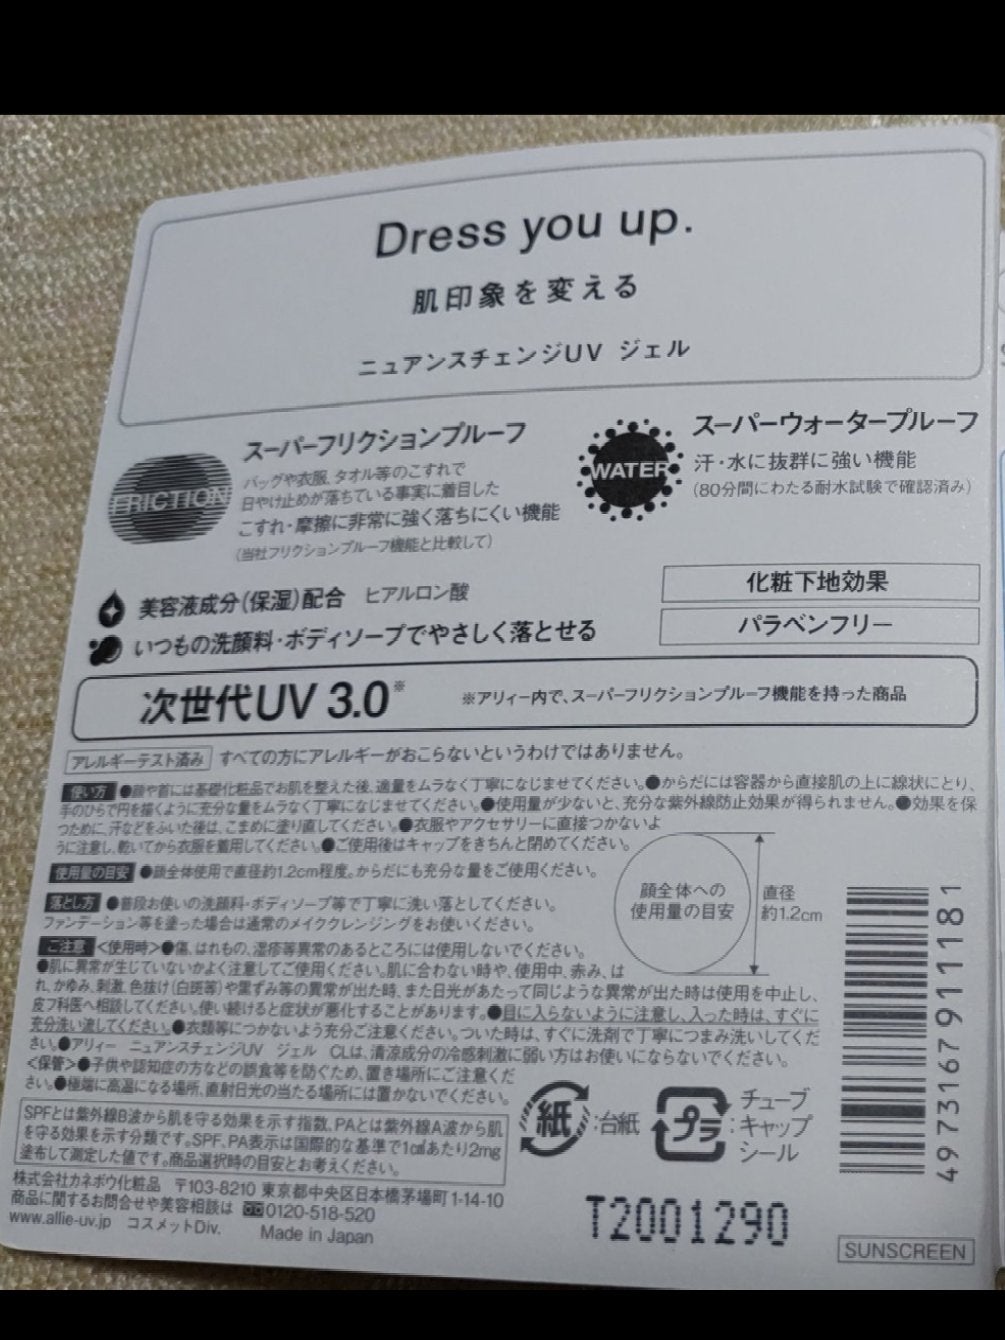 Dress you up.
肌印象を変える
ニュアンスチェンジUV ジェル
FRICTION
スーパーフリクションプルーフ
バッグや衣服、タオル等のこすれで
日やけ止めが落ちている事実に着目した
こすれ・摩擦に非常に強く落ちにくい機能
(当社フリクションプルーフ機能と比較して)
WATER
スーパーウォータープルーフ
汗・水に抜群に強い機能
(80分間にわたる耐水試験で確認済み)
美容液成分(保湿)配合 ヒアルロン酸
いつもの洗顔料・ボディソープでやさしく落とせる
化粧下地効果
パラベンフリー
次世代UV 3.0※ ※アリィー内で、スーパーフリクションプルーフ機能を持った商品
アレルギーテスト済み すべての方にアレルギーがおこらないというわけではありません。
使い方 ●顔や首には基礎化粧品でお肌を整えた後、適量をムラなく丁寧になじませてください。●からだには容器から直接肌の上に線状にとり、
手のひらで円を描くように充分な量をムラなく丁寧になじませてください。●使用量が少ないと、充分な紫外線防止効果が得られません。●効果を保
つために、汗などをふいた後は、こまめに塗り直してください。●衣服やアクセサリーに直接つかないよ
うに注意し、乾いてから衣服を着用してください。●ご使用後はキャップをきちんと閉めてください。
使用量の目安 ●顔全体使用で直径約1.2cm程度。からだにも充分な量をご使用ください。
落とし方 ●普段お使いの洗顔料・ボディソープ等で丁寧に洗い落としてください。
ファンデーション等を塗った場合は通常のメイククレンジングをお使いください。
顔全体への
使用量の目安
直径
約1.2cm
ご注意 <使用時>●傷、はれもの、湿疹等異常のあるところには使用しないでください。
●肌に異常が生じていないかよく注意してご使用ください。肌に合わない時や、使用中、赤み、は
れ、かゆみ、刺激、色抜け(白斑等)や黒ずみ等の異常が出た時、また日光があたって同じような異常が出た時は使用を中止し、
皮フ科医へ相談してください。使い続けると症状が悪化することがあります。●目に入らないように注意し、入った時は、すぐに
充分洗い流してください。●衣類等につかないよう充分ご注意ください。ついた時は、すぐに洗剤で丁寧につまみ洗いしてくだ
さい。●アリィー ニュアンスチェンジUV ジェル CLは、清涼成分の冷感刺激に弱い方はお使いにならないでください。
<保管>●子供や認知症の方などの誤食等を防ぐため、置き場所にご注意くだ
さい。●極端に高温になる場所、直射日光の当たる場所には置かないでください。
SPFとは紫外線B波から肌を守る効果を示す指数、PAとは紫外線A波から肌
を守る効果を示す分類です。SPF、PA表示は国際的な基準で1㎠あたり2mg
塗布して測定した値です。商品選択時の目安とお考えください。
紙 :台紙
プラ :チューブ
キャップ
シール
株式会社カネボウ化粧品 〒103-8210 東京都中央区日本橋茅場町1-14-10
商品に関するお問合せや美容相談は 0120-518-520
www.allie-uv.jp コスメットDiv. Made in Japan
T2001290
4973167911181
SUNSCREEN